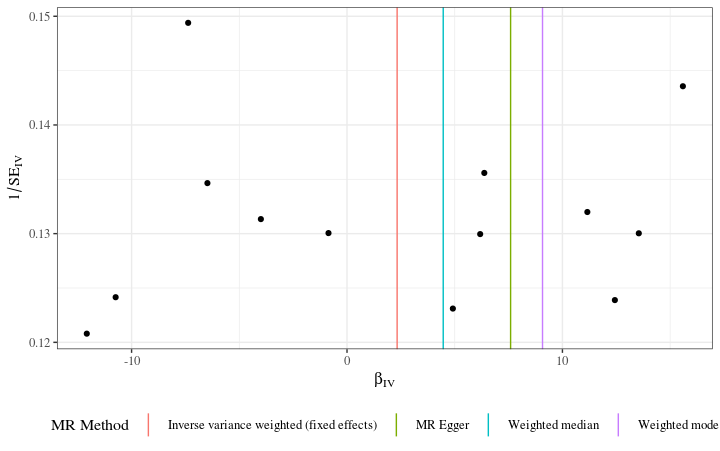 0.15
0.14
0.13
0.12
1/SE_IV
-10 0 10
β_IV
MR Method Inverse variance weighted (fixed effects) MR Egger Weighted median Weighted mode